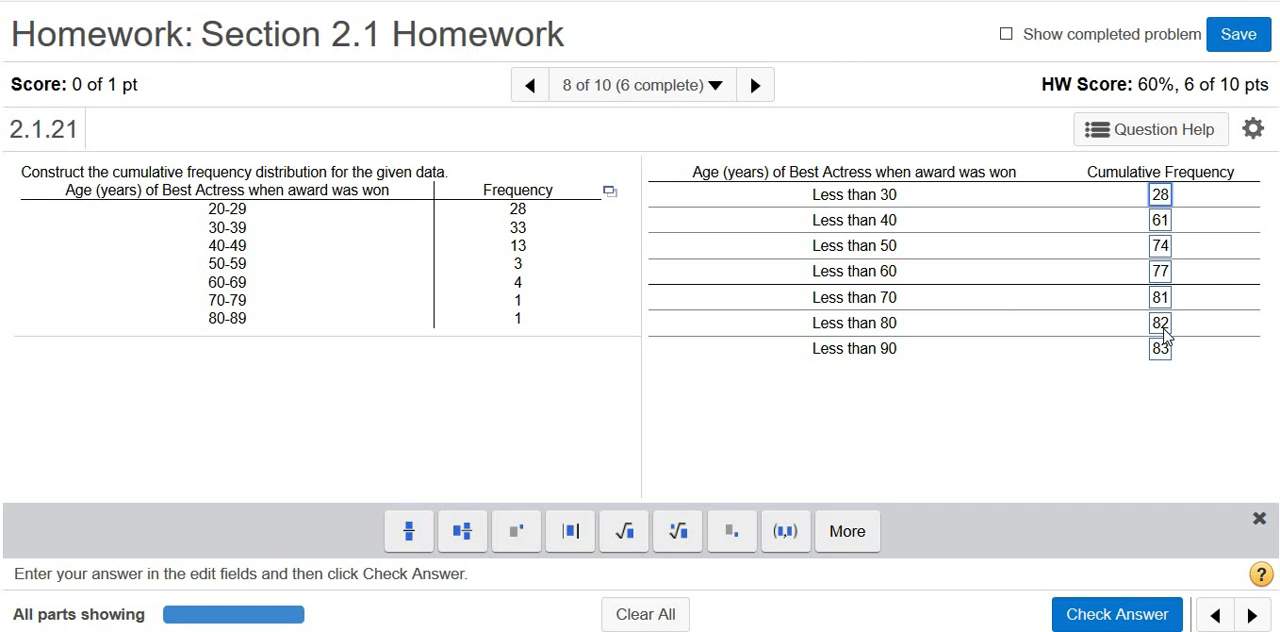 Homework: Section 2.1 Homework
Show completed problem
Save
Score: 0 of 1 pt
8 of 10 (6 complete)
HW Score: 60%, 6 of 10 pts
2.1.21
Question Help
Construct the cumulative frequency distribution for the given data.
Age (years) of Best Actress when award was won Frequency
20-29 28
30-39 33
40-49 13
50-59 3
60-69 4
70-79 1
80-89 1
Age (years) of Best Actress when award was won Cumulative Frequency
Less than 30 28
Less than 40 61
Less than 50 74
Less than 60 77
Less than 70 81
Less than 80 82
Less than 90 83
More
Enter your answer in the edit fields and then click Check Answer.
?
All parts showing
Clear All
Check Answer